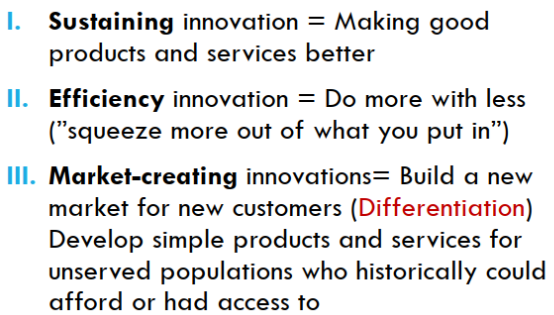 I. Sustaining innovation = Making good
products and services better
II. Efficiency innovation = Do more with less
(”squeeze more out of what you put in”)
III. Market-creating innovations= Build a new
market for new customers (Differentiation)
Develop simple products and services for
unserved populations who historically could
afford or had access to